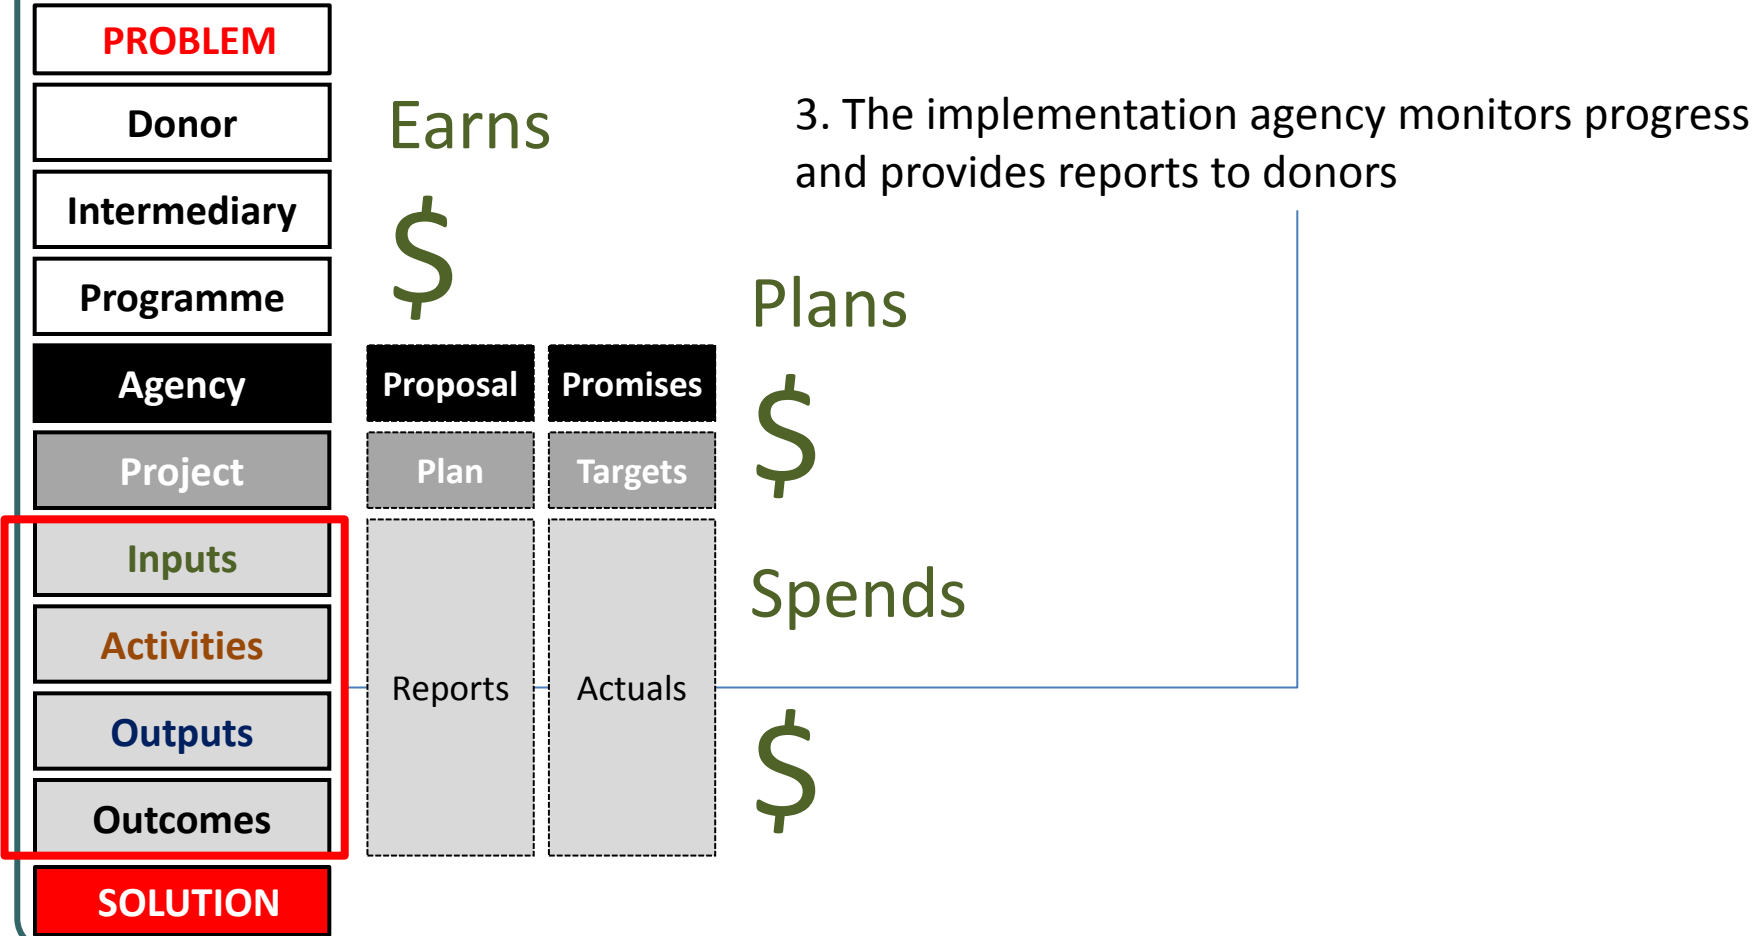 PROBLEM
Donor
Intermediary
Programme
Agency
Project
Inputs
Activities
Outputs
Outcomes
SOLUTION
Earns
$
Proposal
Promises
Plan
Targets
Reports
Actuals
Plans
$
Spends
$
3. The implementation agency monitors progress
and provides reports to donors